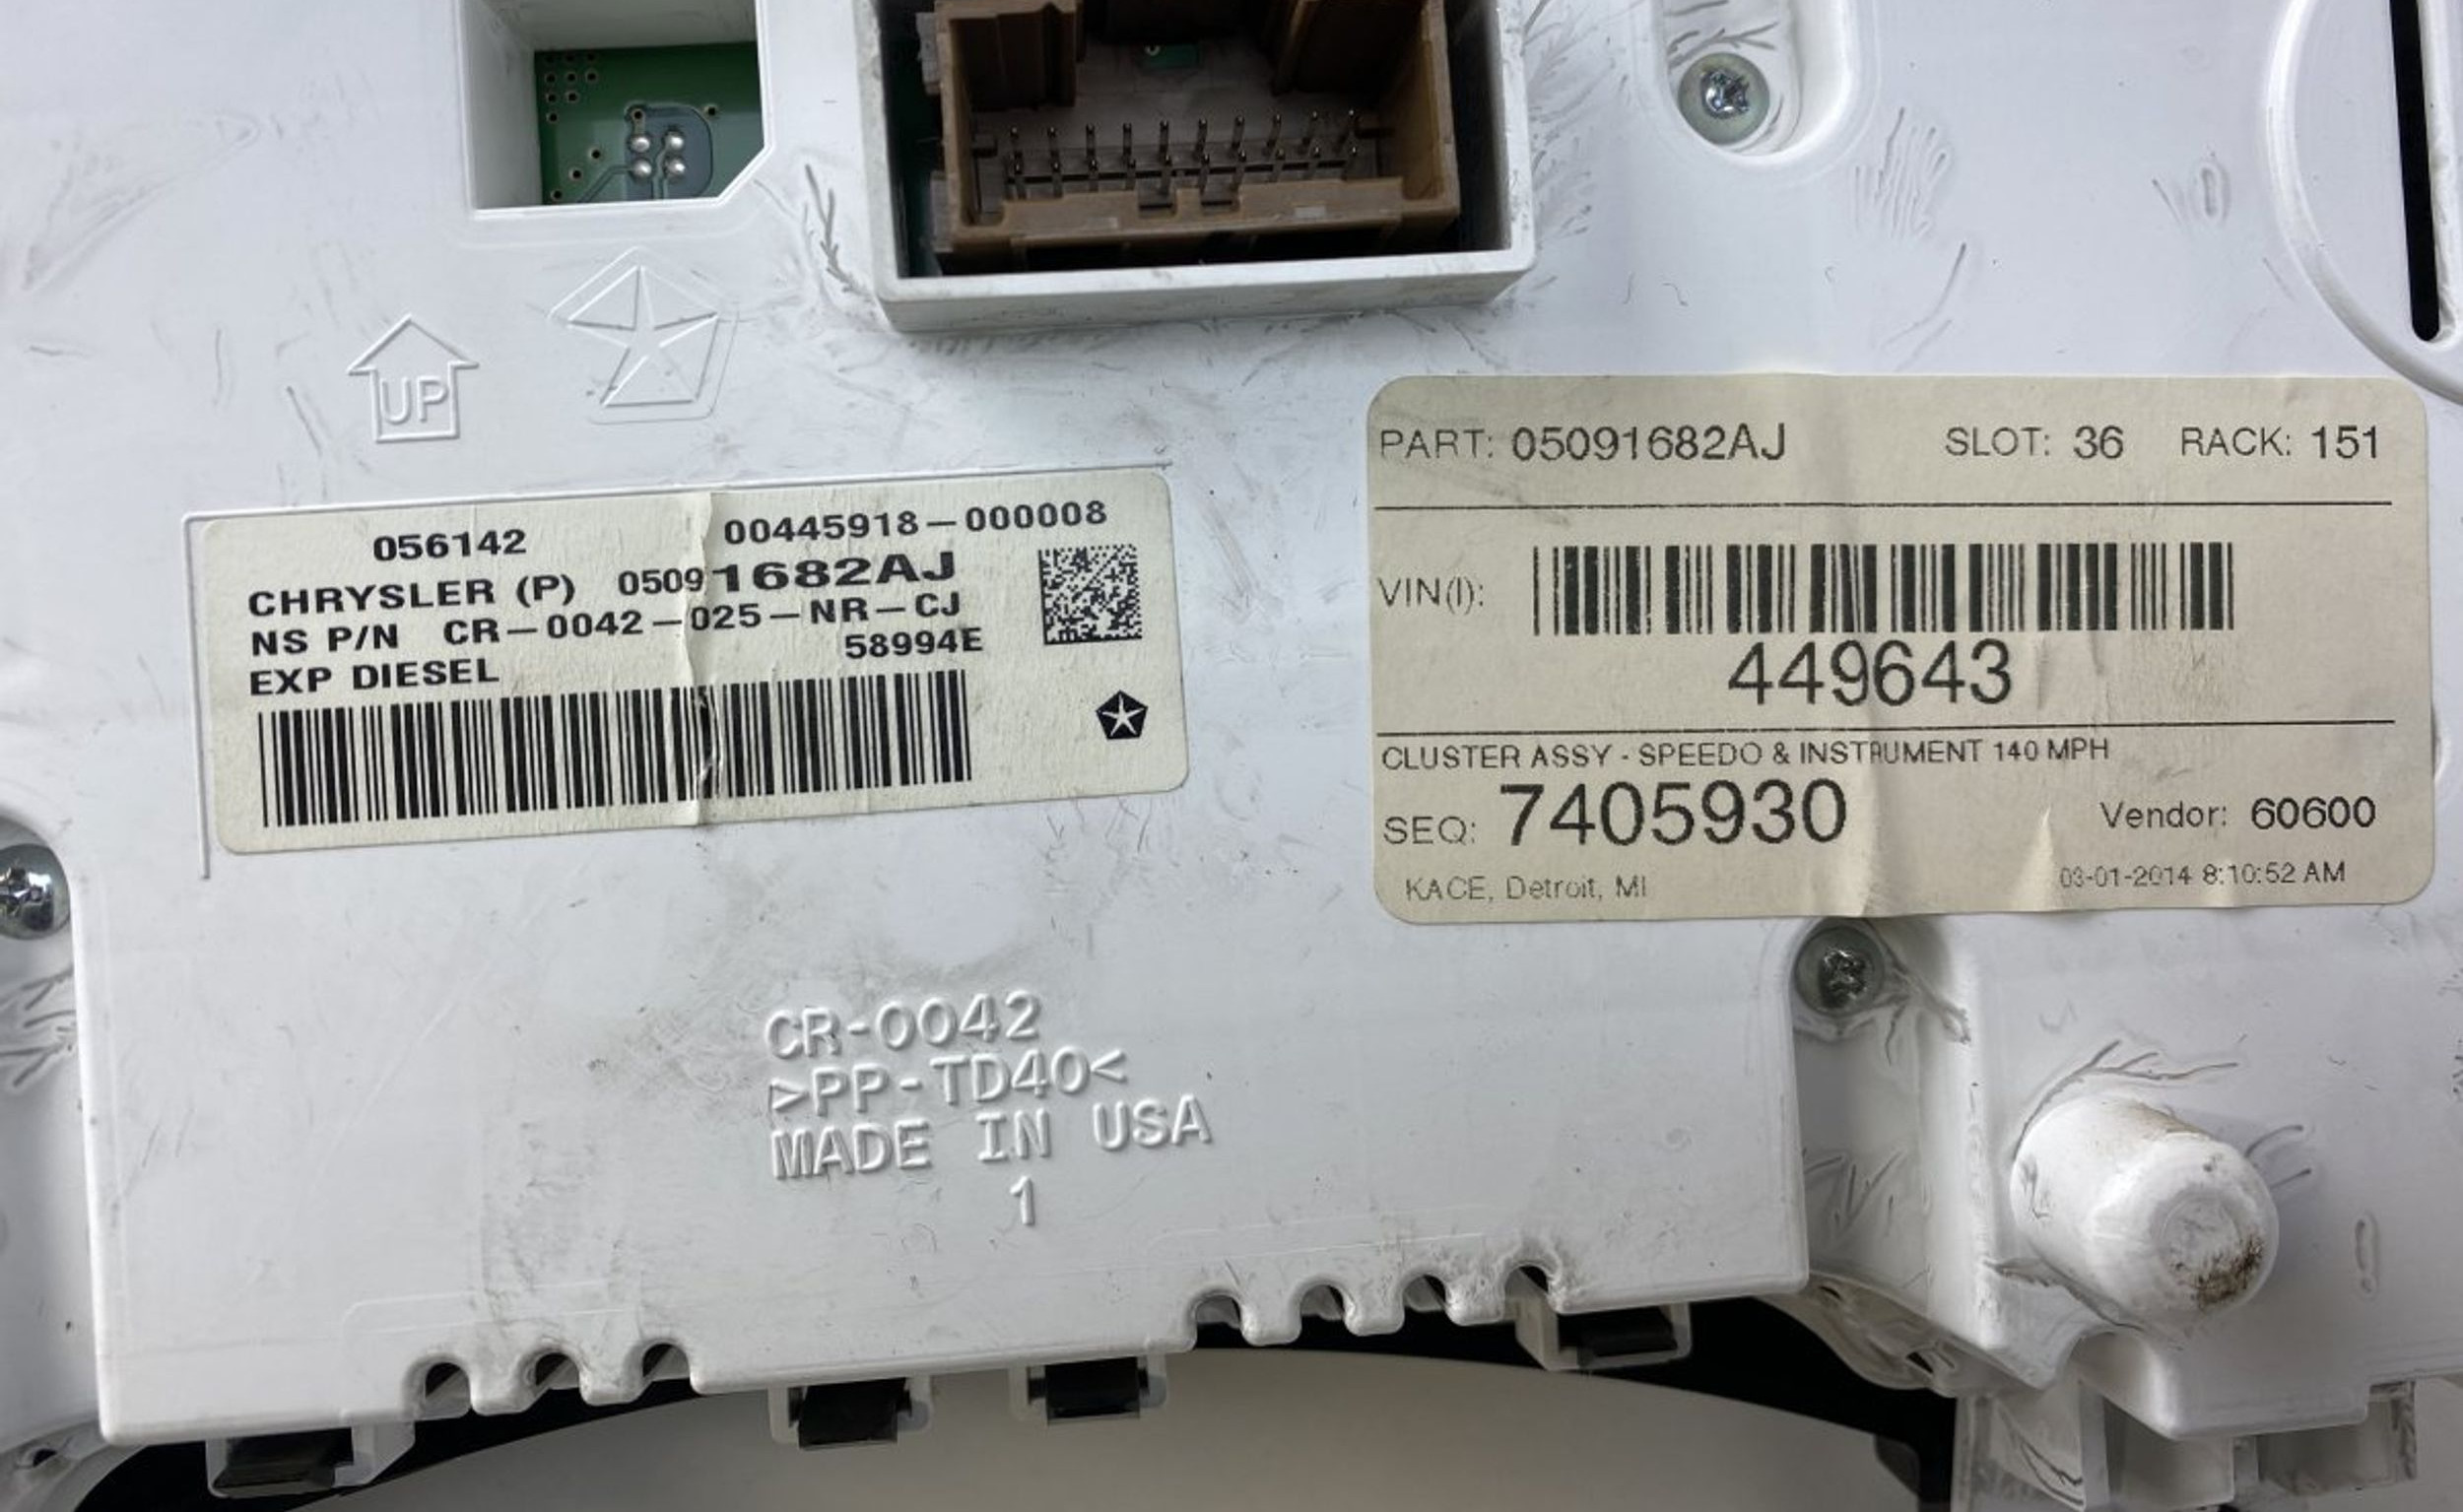 UP
056142 00445918-000008
CHRYSLER (P) 05091682AJ
NS P/N CR-0042-025-NR-CJ
58994E
EXP DIESEL
PART: 05091682AJ SLOT: 36 RACK: 151
VIN(I):
449643
CLUSTER ASSY - SPEEDO & INSTRUMENT 140 MPH
SEQ: 7405930 Vendor: 60600
KACE, Detroit, MI 03-01-2014 8:10:52 AM
CR-0042
>PP-TD40<
MADE IN USA
1